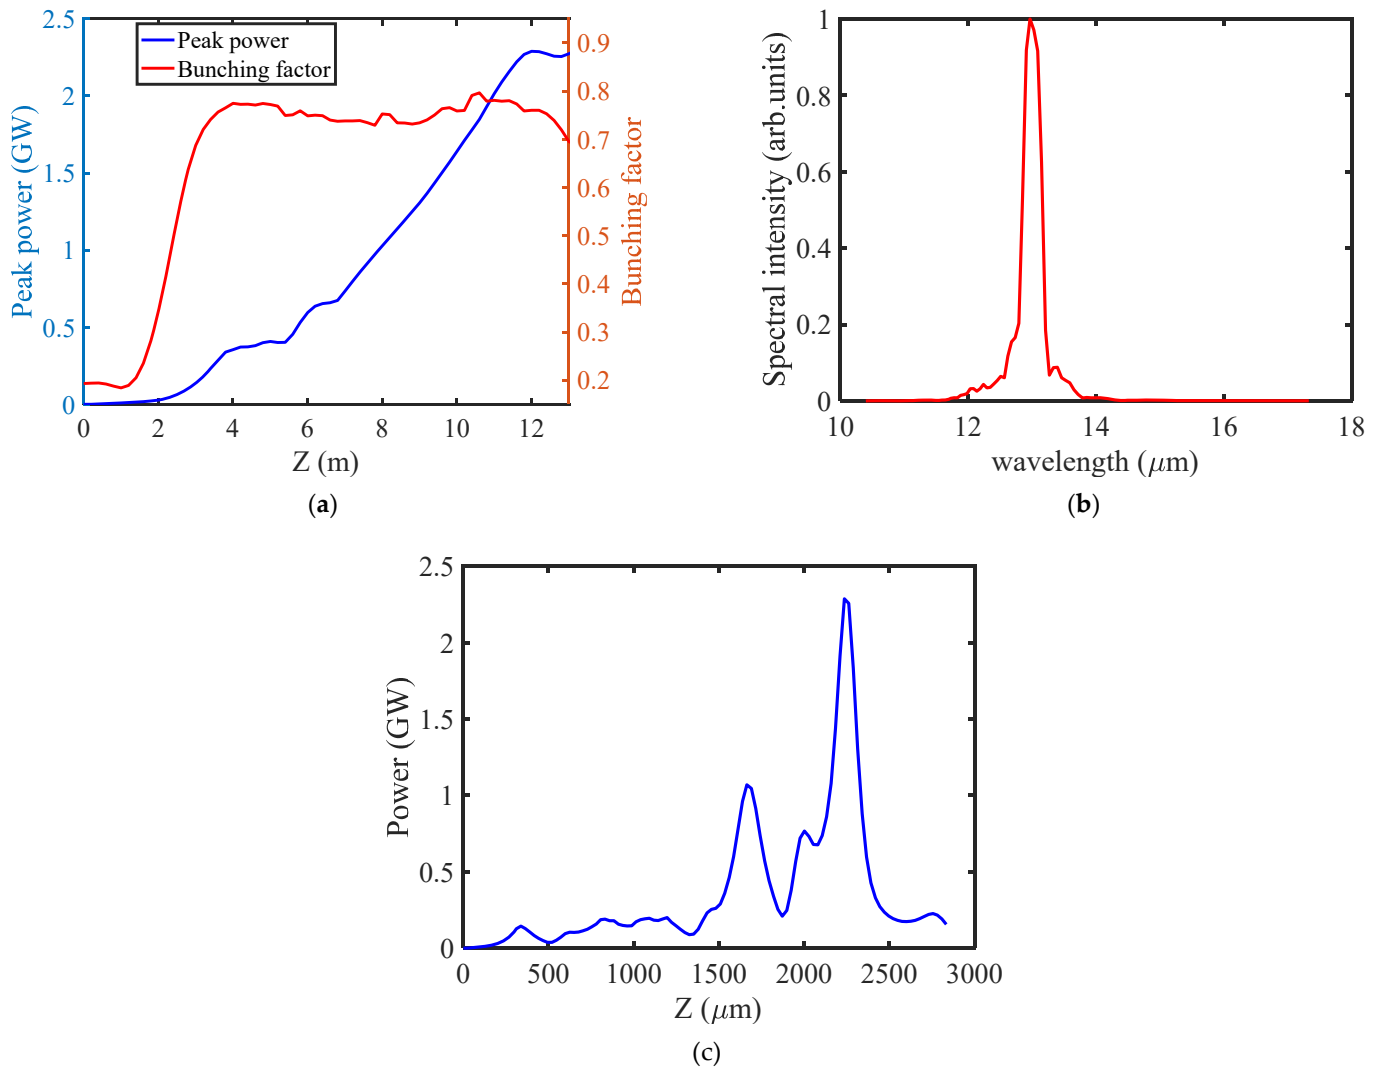 Peak power
Bunching factor
Peak power (GW)
0
0.5
1
1.5
2
2.5
Bunching factor
0.2
0.3
0.4
0.5
0.6
0.7
0.8
0.9
0 2 4 6 8 10 12
Z (m)
(a)
Spectral intensity (arb.units)
0
0.2
0.4
0.6
0.8
1
10 12 14 16 18
wavelength (μm)
(b)
Power (GW)
0
0.5
1
1.5
2
2.5
0 500 1000 1500 2000 2500 3000
Z (μm)
(c)